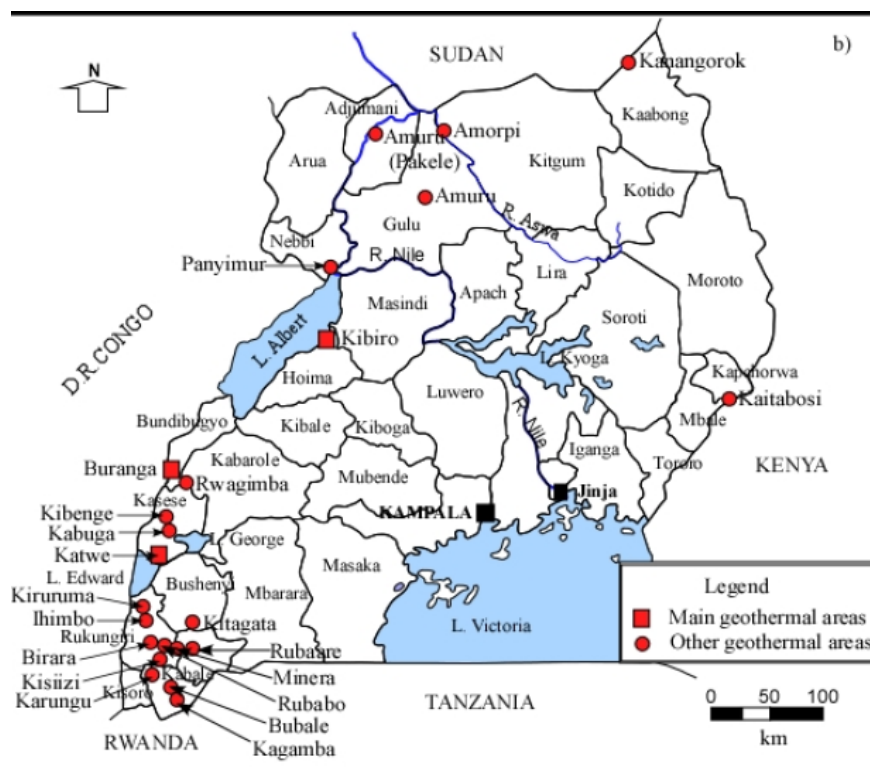 SUDAN
b)
N
Kanangorok
Kaabong
Adjumani
Amuru
(Pakele)
Amorpi
Arua
Kitgum
Kotido
Amuru
Gulu
R. Aswa
Nebbi
R. Nile
Panyimur
Lira
Moroto
Apach
Masindi
D.R.CONGO
L. Albert
Kibiro
Soroti
L. Kyoga
Hoima
Kapchorwa
Luwero
Kaitabosi
R. Nile
Bundibugyo
Kibale
Kiboga
Mbale
Iganga
Buranga
Kabarole
Tororo
KENYA
Rwagimba
Mubende
Kasese
Jinja
Kibenge
KAMPALA
Kabuga
L. George
Katwe
Masaka
L. Edward
Bushenyi
Mbarara
Kiruruma
Ihimbo
Kitagata
L. Victoria
Rukungiri
Birara
Rubaare
Kisiizi
Kabale
Minera
Karungu
Kisoro
Rubabo
TANZANIA
Bubale
RWANDA
Kagamba
Legend
Main geothermal areas
Other geothermal areas
0 50 100
km